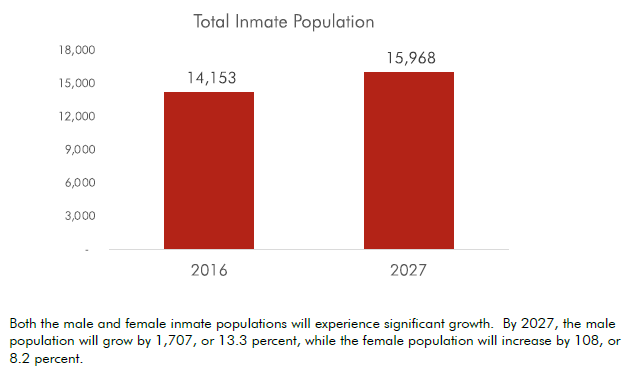 Total Inmate Population
18,000
15,000
12,000
9,000
6,000
3,000
-
14,153
15,968
2016
2027
Both the male and female inmate populations will experience significant growth.  By 2027, the male
population will grow by 1,707, or 13.3 percent, while the female population will increase by 108, or
8.2 percent.